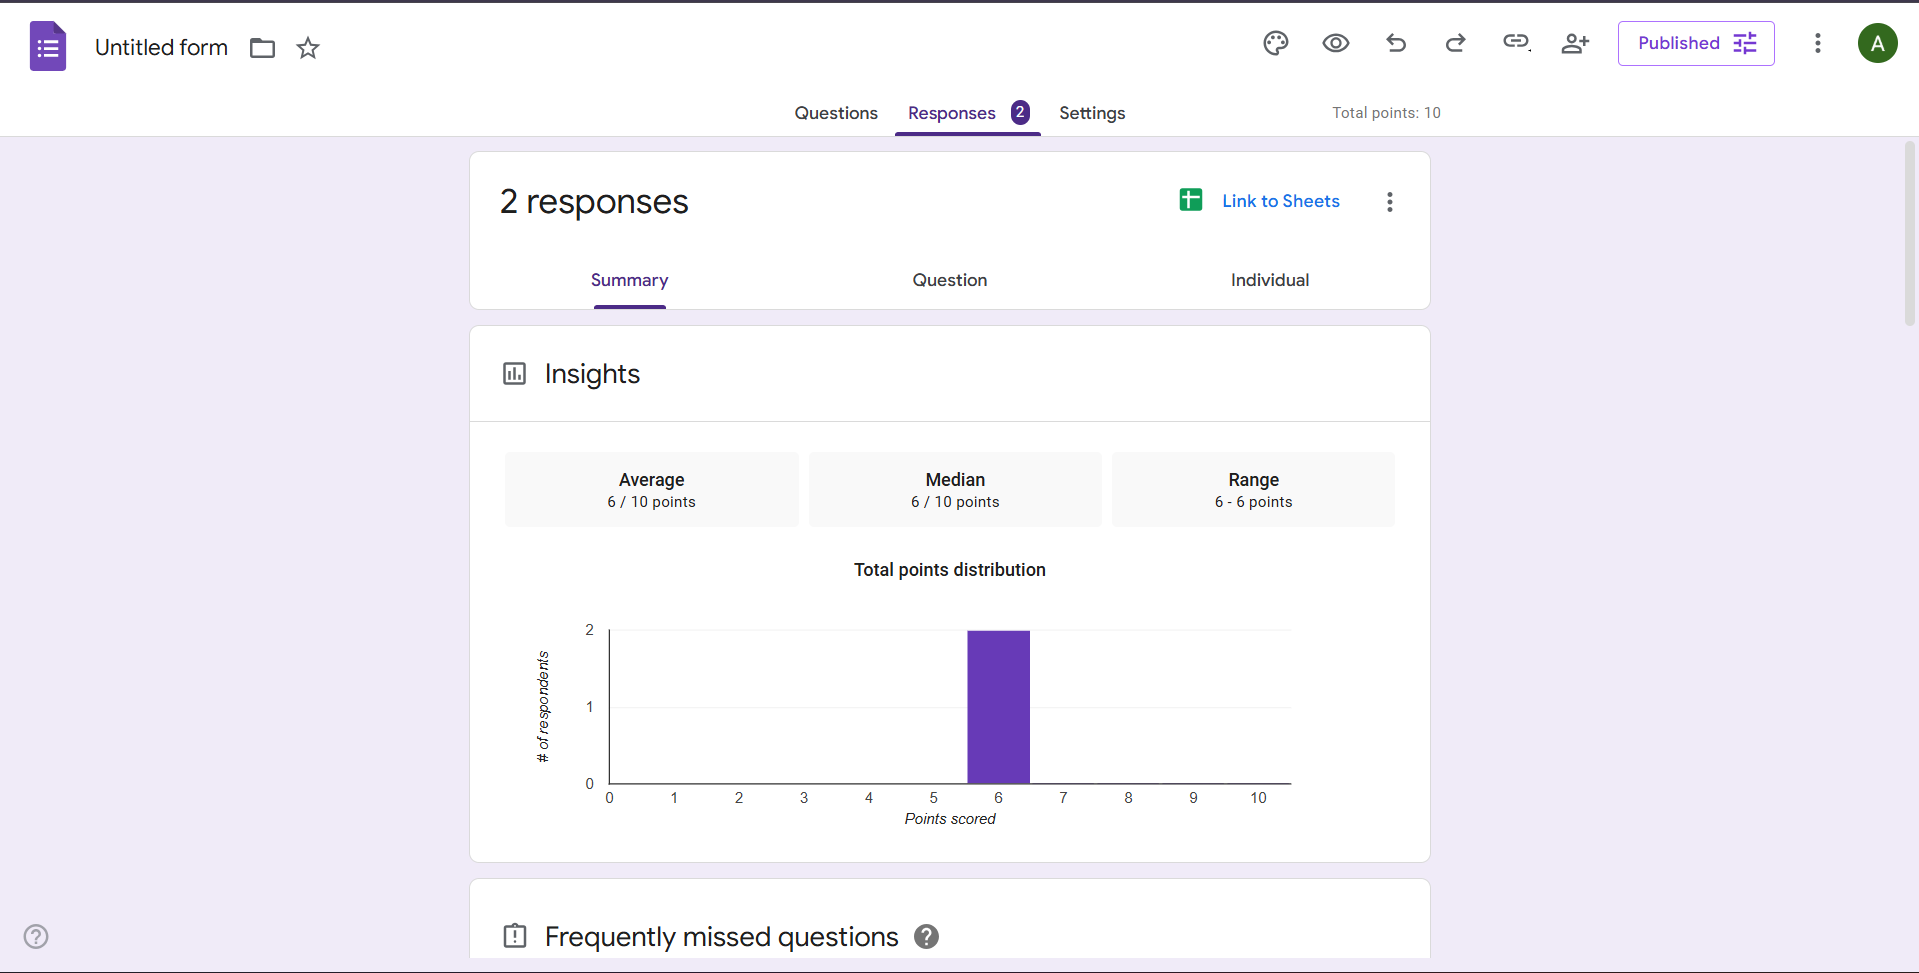 Untitled form
Published
A
Questions
Responses 2
Settings
Total points: 10
2 responses
Link to Sheets
Summary
Question
Individual
Insights
Average
6 / 10 points
Median
6 / 10 points
Range
6 - 6 points
Total points distribution
# of respondents
2
1
0
0 1 2 3 4 5 6 7 8 9 10
Points scored
Frequently missed questions ?
?